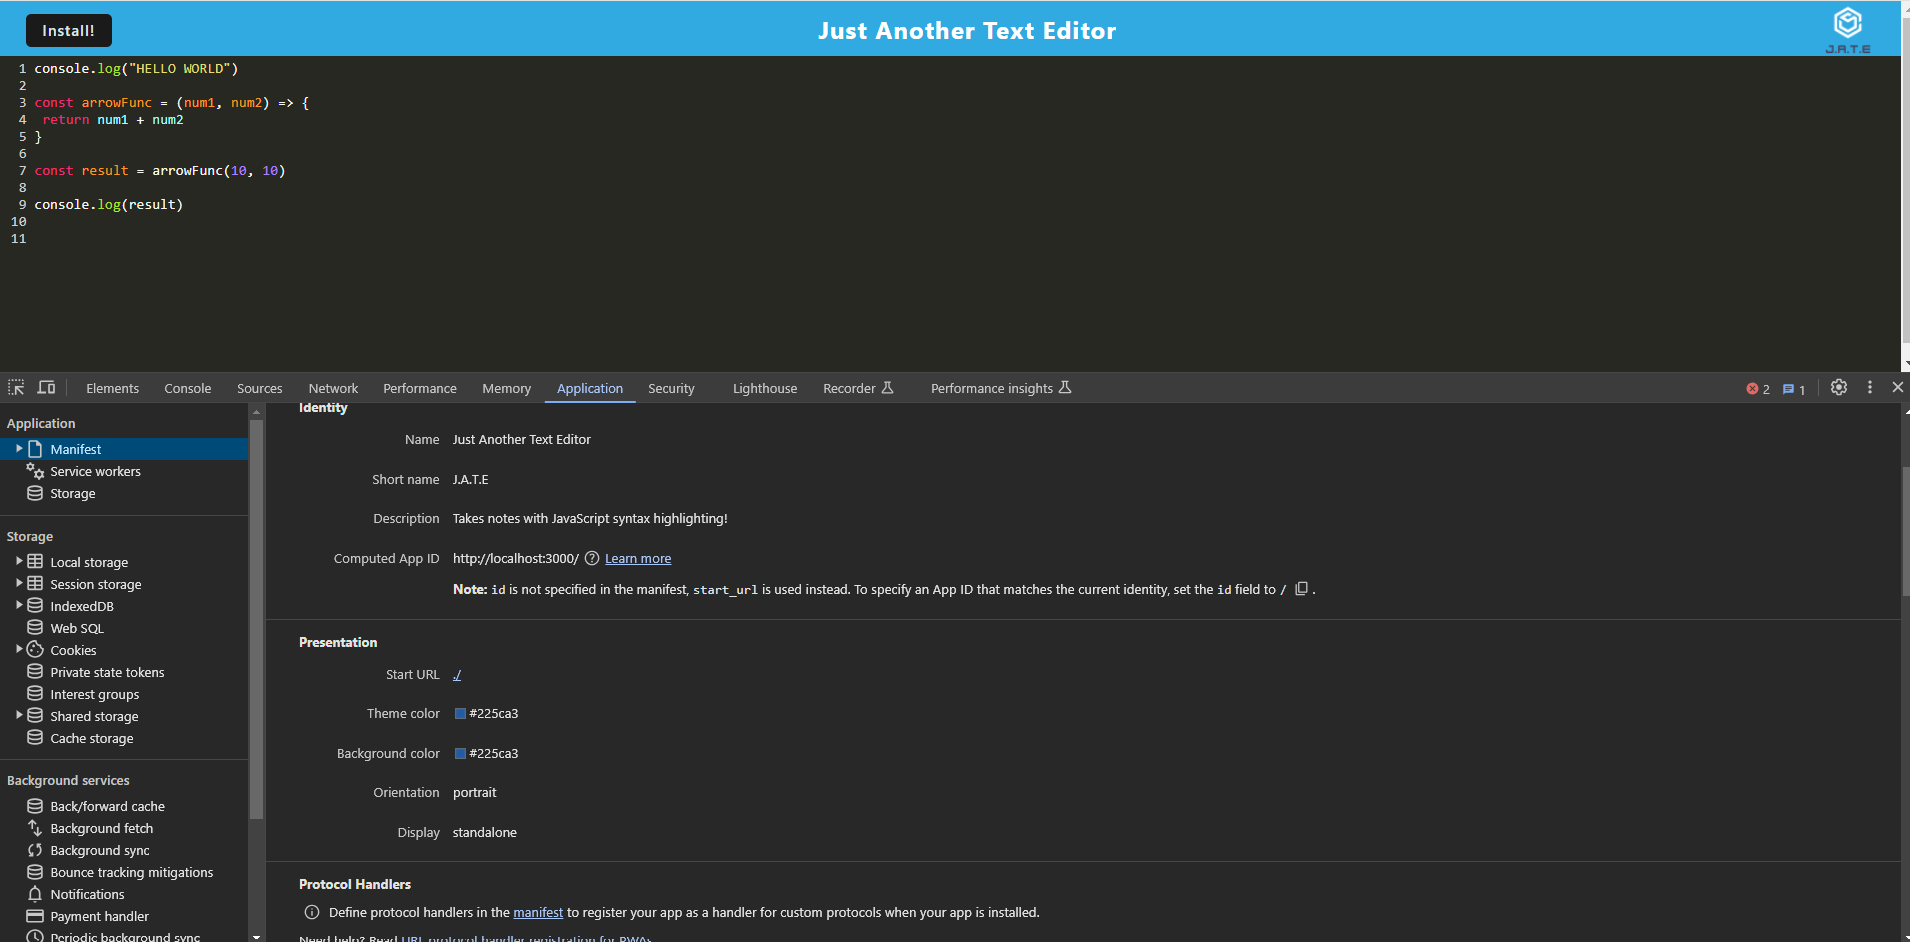 Install!
Just Another Text Editor
J.A.T.E
1 console.log("HELLO WORLD")
2
3 const arrowFunc = (num1, num2) => {
4  return num1 + num2
5 }
6
7 const result = arrowFunc(10, 10)
8
9 console.log(result)
10
11
Elements Console Sources Network Performance Memory Application Security Lighthouse Recorder Performance insights 2 1
Application
Manifest
Service workers
Storage
Storage
Local storage
Session storage
IndexedDB
Web SQL
Cookies
Private state tokens
Interest groups
Shared storage
Cache storage
Background services
Back/forward cache
Background fetch
Background sync
Bounce tracking mitigations
Notifications
Payment handler
Periodic background sync
Identity
Name Just Another Text Editor
Short name J.A.T.E
Description Takes notes with JavaScript syntax highlighting!
Computed App ID http://localhost:3000/ Learn more
Note: id is not specified in the manifest, start_url is used instead. To specify an App ID that matches the current identity, set the id field to / .
Presentation
Start URL ./
Theme color #225ca3
Background color #225ca3
Orientation portrait
Display standalone
Protocol Handlers
Define protocol handlers in the manifest to register your app as a handler for custom protocols when your app is installed.
Need help? Read URL protocol handler registration for PWAs